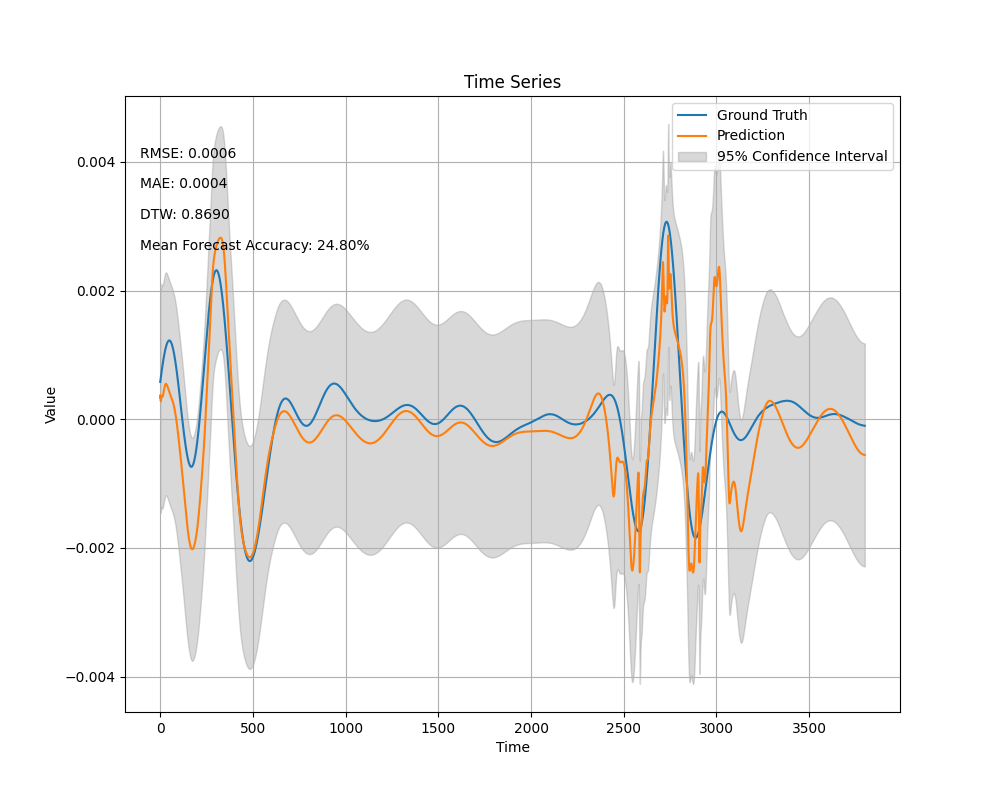 Time Series
Ground Truth
Prediction
95% Confidence Interval
RMSE: 0.0006
MAE: 0.0004
DTW: 0.8690
Mean Forecast Accuracy: 24.80%
Value
0.004
0.002
0.000
−0.002
−0.004
0 500 1000 1500 2000 2500 3000 3500
Time